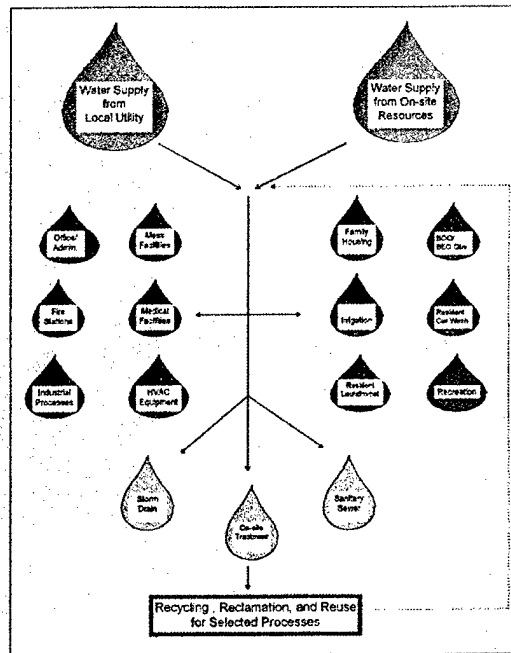 Water Supply
from
Local Utility
Water Supply
from On-site
Resources
Office/
Admin.
Mess
Facilities
Family
Housing
Fire
Stations
Medical
Facilities
Irrigation
Resident
Car Wash
Industrial
Processes
HVAC
Equipment
Resident
Laundromat
Recreation
Storm
Drain
On-site
Treatment
Sanitary
Sewer
Recycling, Reclamation, and Reuse
for Selected Processes